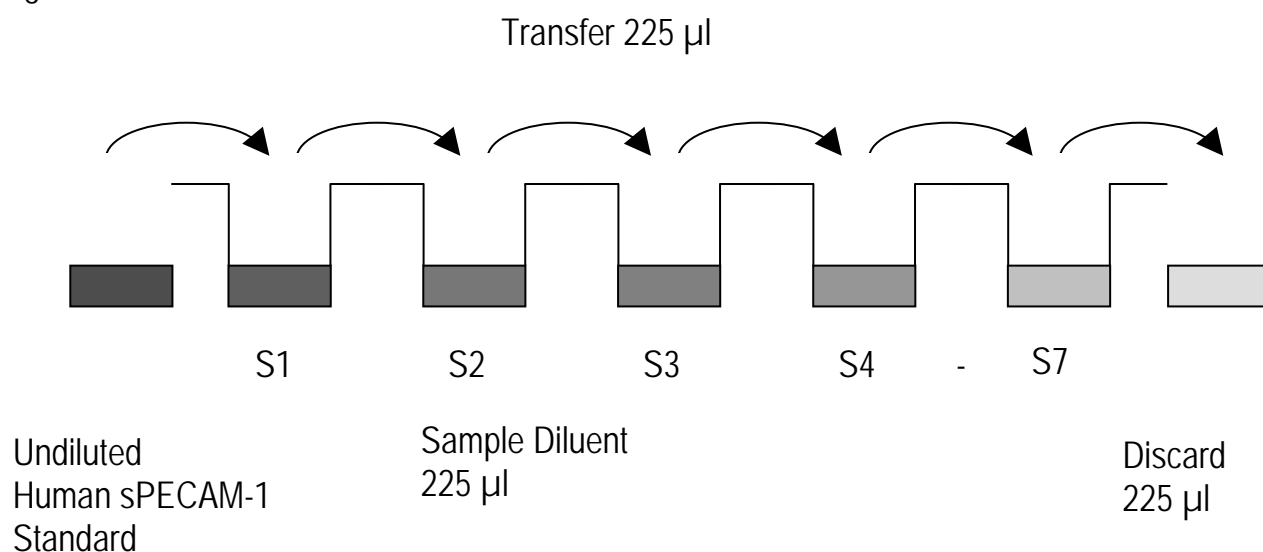 Transfer 225 µl
S1 S2 S3 S4 - S7
Undiluted
Human sPECAM-1
Standard
Sample Diluent
225 µl
Discard
225 µl